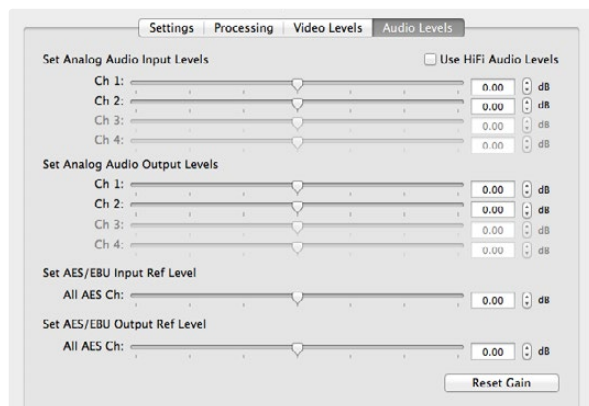 Settings Processing Video Levels Audio Levels
Set Analog Audio Input Levels Use HiFi Audio Levels
Ch 1: 0.00 dB
Ch 2: 0.00 dB
Ch 3: 0.00 dB
Ch 4: 0.00 dB
Set Analog Audio Output Levels
Ch 1: 0.00 dB
Ch 2: 0.00 dB
Ch 3: 0.00 dB
Ch 4: 0.00 dB
Set AES/EBU Input Ref Level
All AES Ch: 0.00 dB
Set AES/EBU Output Ref Level
All AES Ch: 0.00 dB
Reset Gain